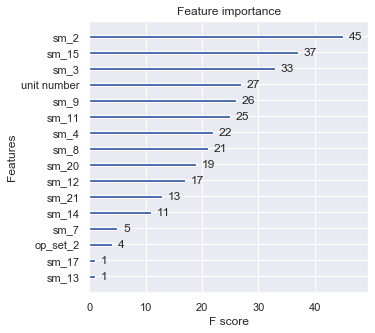 Feature importance
Features
sm_2 45
sm_15 37
sm_3 33
unit number 27
sm_9 26
sm_11 25
sm_4 22
sm_8 21
sm_20 19
sm_12 17
sm_21 13
sm_14 11
sm_7 5
op_set_2 4
sm_17 1
sm_13 1
0 10 20 30 40
F score